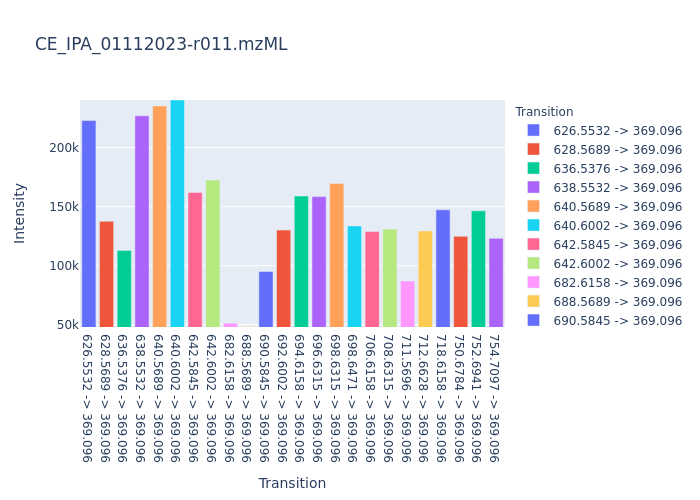 CE_IPA_01112023-r011.mzML
Intensity
200k
150k
100k
50k
626.5532 -> 369.096
628.5689 -> 369.096
636.5376 -> 369.096
638.5532 -> 369.096
640.5689 -> 369.096
640.6002 -> 369.096
642.5845 -> 369.096
642.6002 -> 369.096
682.6158 -> 369.096
688.5689 -> 369.096
690.5845 -> 369.096
692.6002 -> 369.096
694.6158 -> 369.096
696.6315 -> 369.096
698.6315 -> 369.096
698.6471 -> 369.096
706.6158 -> 369.096
708.6315 -> 369.096
711.5696 -> 369.096
712.6628 -> 369.096
718.6158 -> 369.096
750.6784 -> 369.096
752.6941 -> 369.096
754.7097 -> 369.096
Transition
Transition
626.5532 -> 369.096
628.5689 -> 369.096
636.5376 -> 369.096
638.5532 -> 369.096
640.5689 -> 369.096
640.6002 -> 369.096
642.5845 -> 369.096
642.6002 -> 369.096
682.6158 -> 369.096
688.5689 -> 369.096
690.5845 -> 369.096